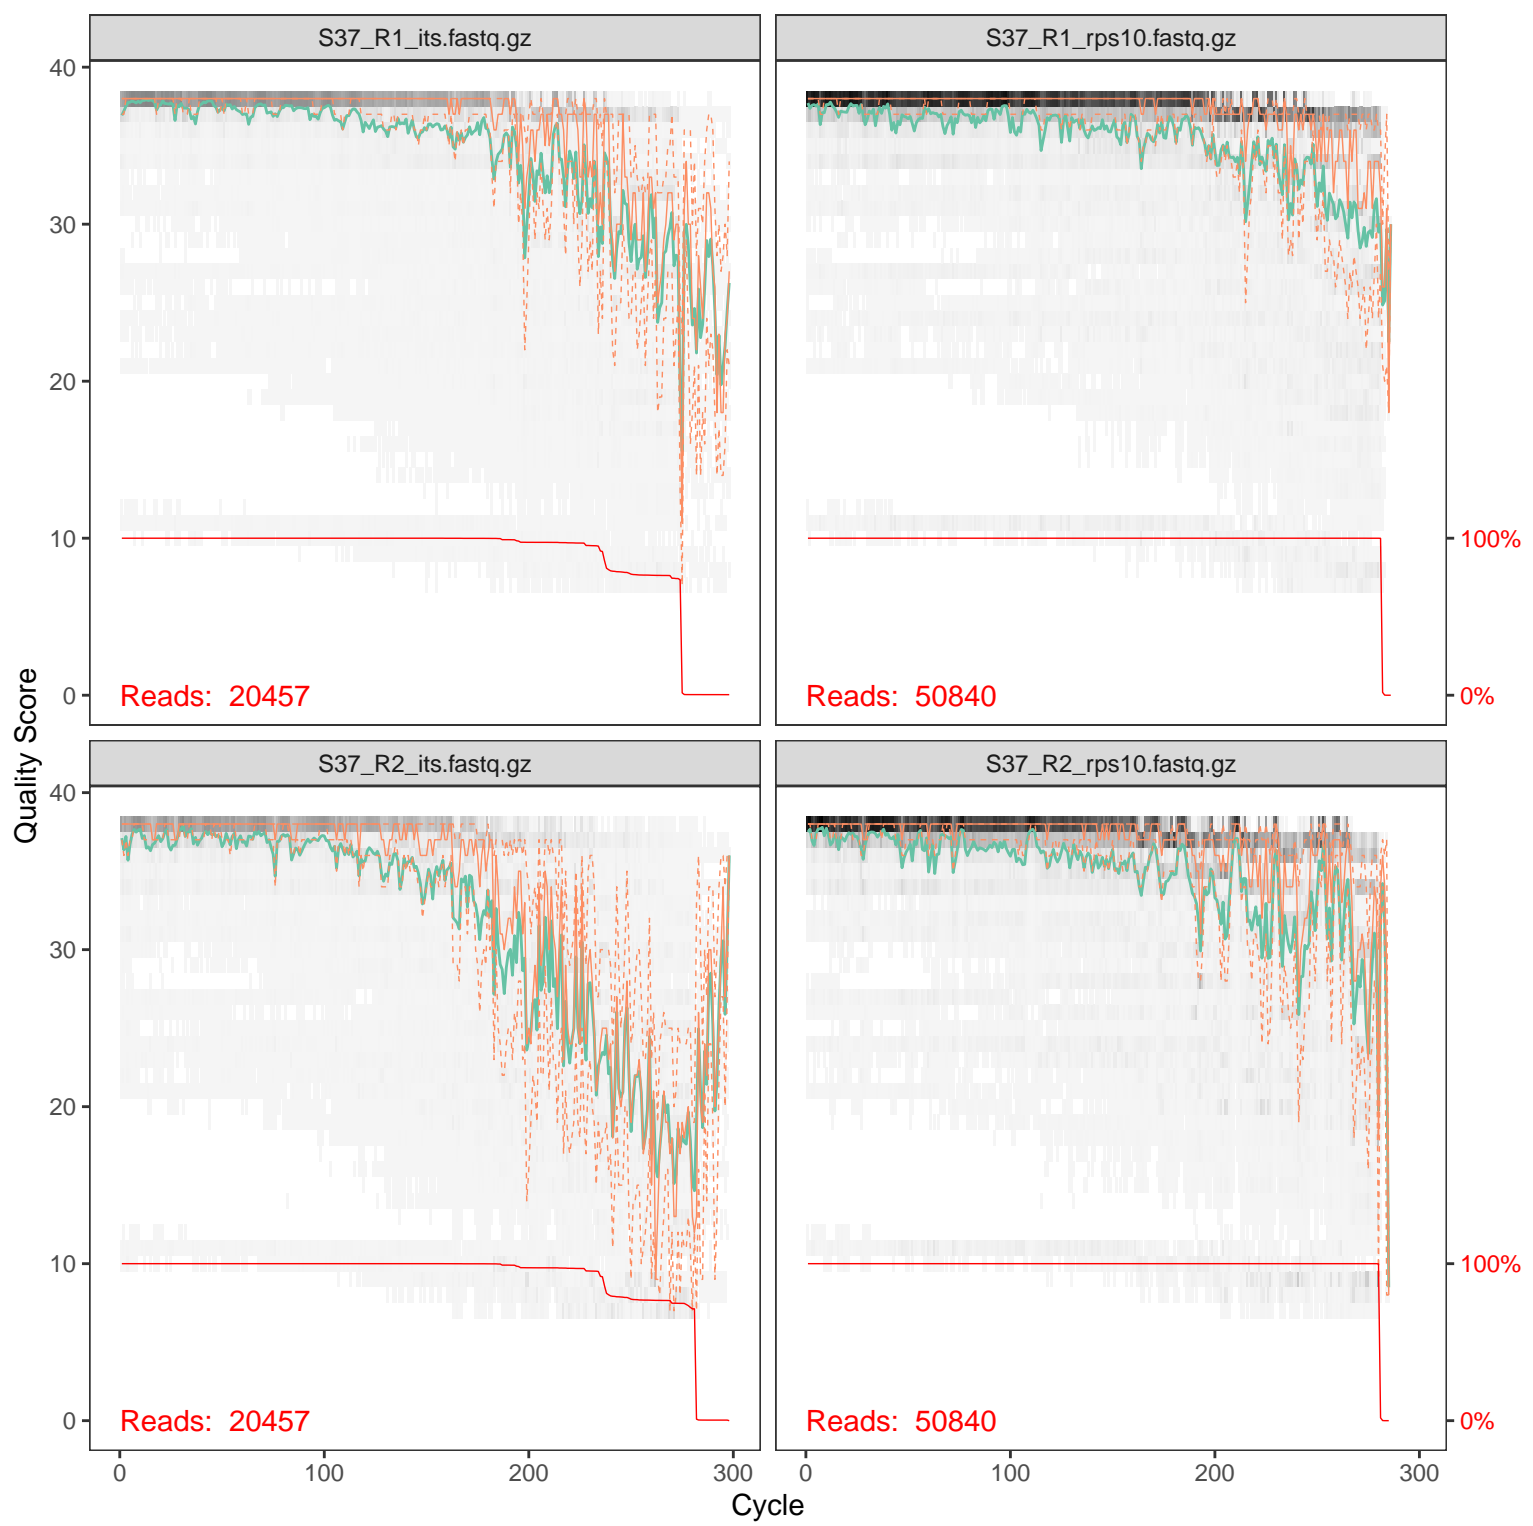 S37_R1_its.fastq.gz
S37_R1_rps10.fastq.gz
40
30
20
10
0
100%
0%
Reads: 20457
Reads: 50840
Quality Score
S37_R2_its.fastq.gz
S37_R2_rps10.fastq.gz
40
30
20
10
0
100%
0%
Reads: 20457
Reads: 50840
0 100 200 300
0 100 200 300
Cycle